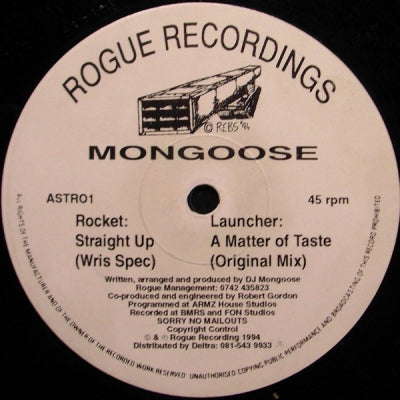 ROGUE RECORDINGS
© REBS '94
MONGOOSE
ASTRO1
45 rpm
Rocket:
Straight Up
(Wris Spec)
Launcher:
A Matter of Taste
(Original Mix)
Written, arranged and produced by DJ Mongoose
Rogue Management: 0742 435823
Co-produced and engineered by Robert Gordon
Programmed at ARMZ House Studios
Recorded at BMRS and FON Studios
SORRY NO MAILOUTS
Copyright Control
© & ℗ Rogue Recording 1994
Distributed by Deltra: 081-543 9933
ALL RIGHTS OF THE MANUFACTURER AND OF THE OWNER OF THE RECORDED WORK RESERVED. UNAUTHORISED COPYING PUBLIC PERFORMANCE AND BROADCASTING OF THIS RECORD PROHIBITED